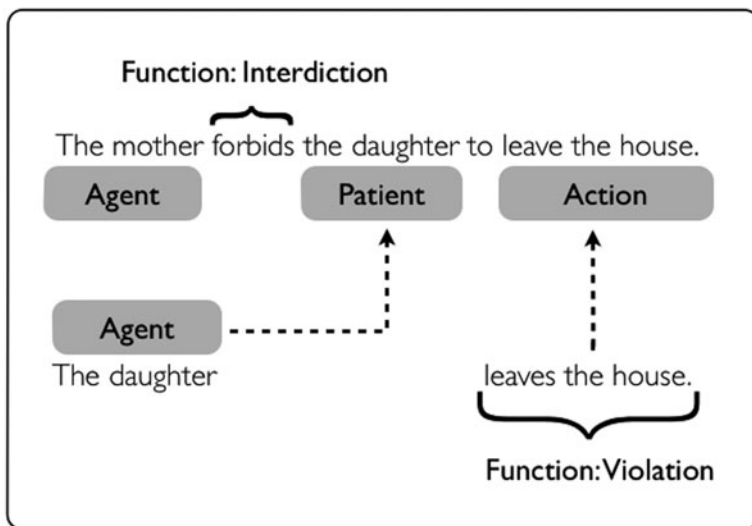 Function: Interdiction
The mother forbids the daughter to leave the house.
Agent Patient Action
Agent
The daughter leaves the house.
Function: Violation